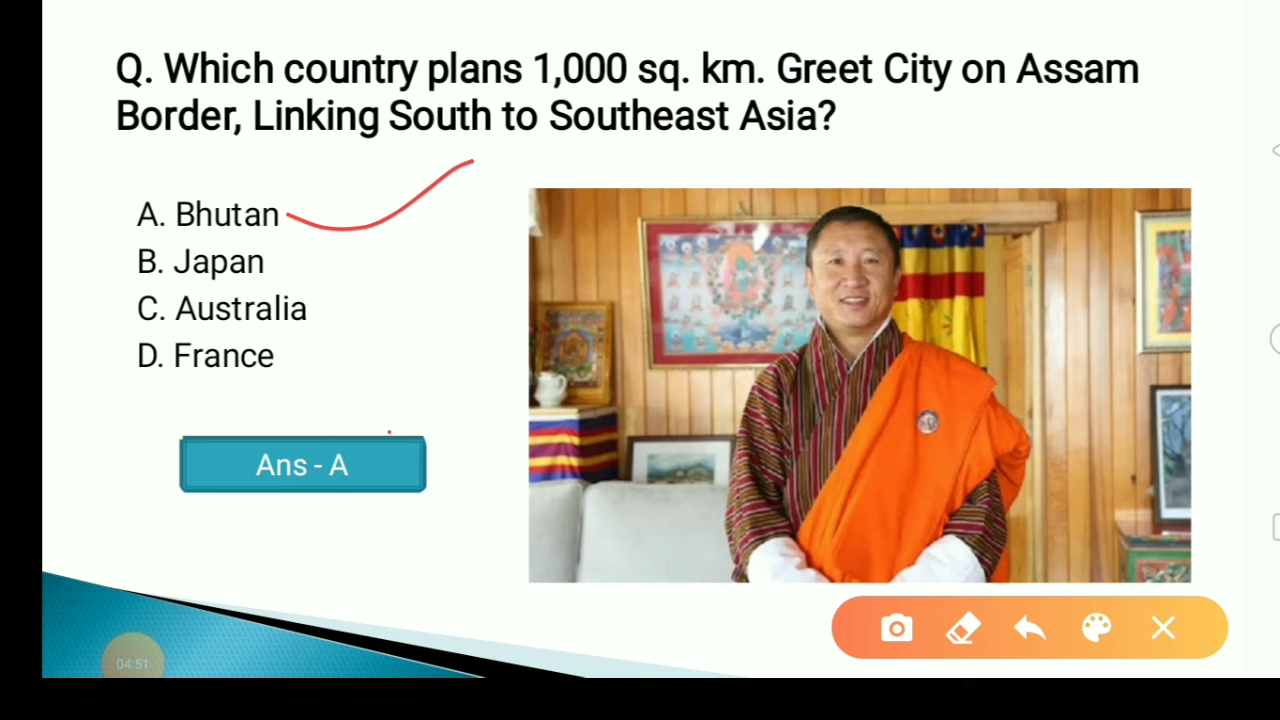 Q. Which country plans 1,000 sq. km. Greet City on Assam
Border, Linking South to Southeast Asia?
A. Bhutan
B. Japan
C. Australia
D. France
Ans - A
04:51